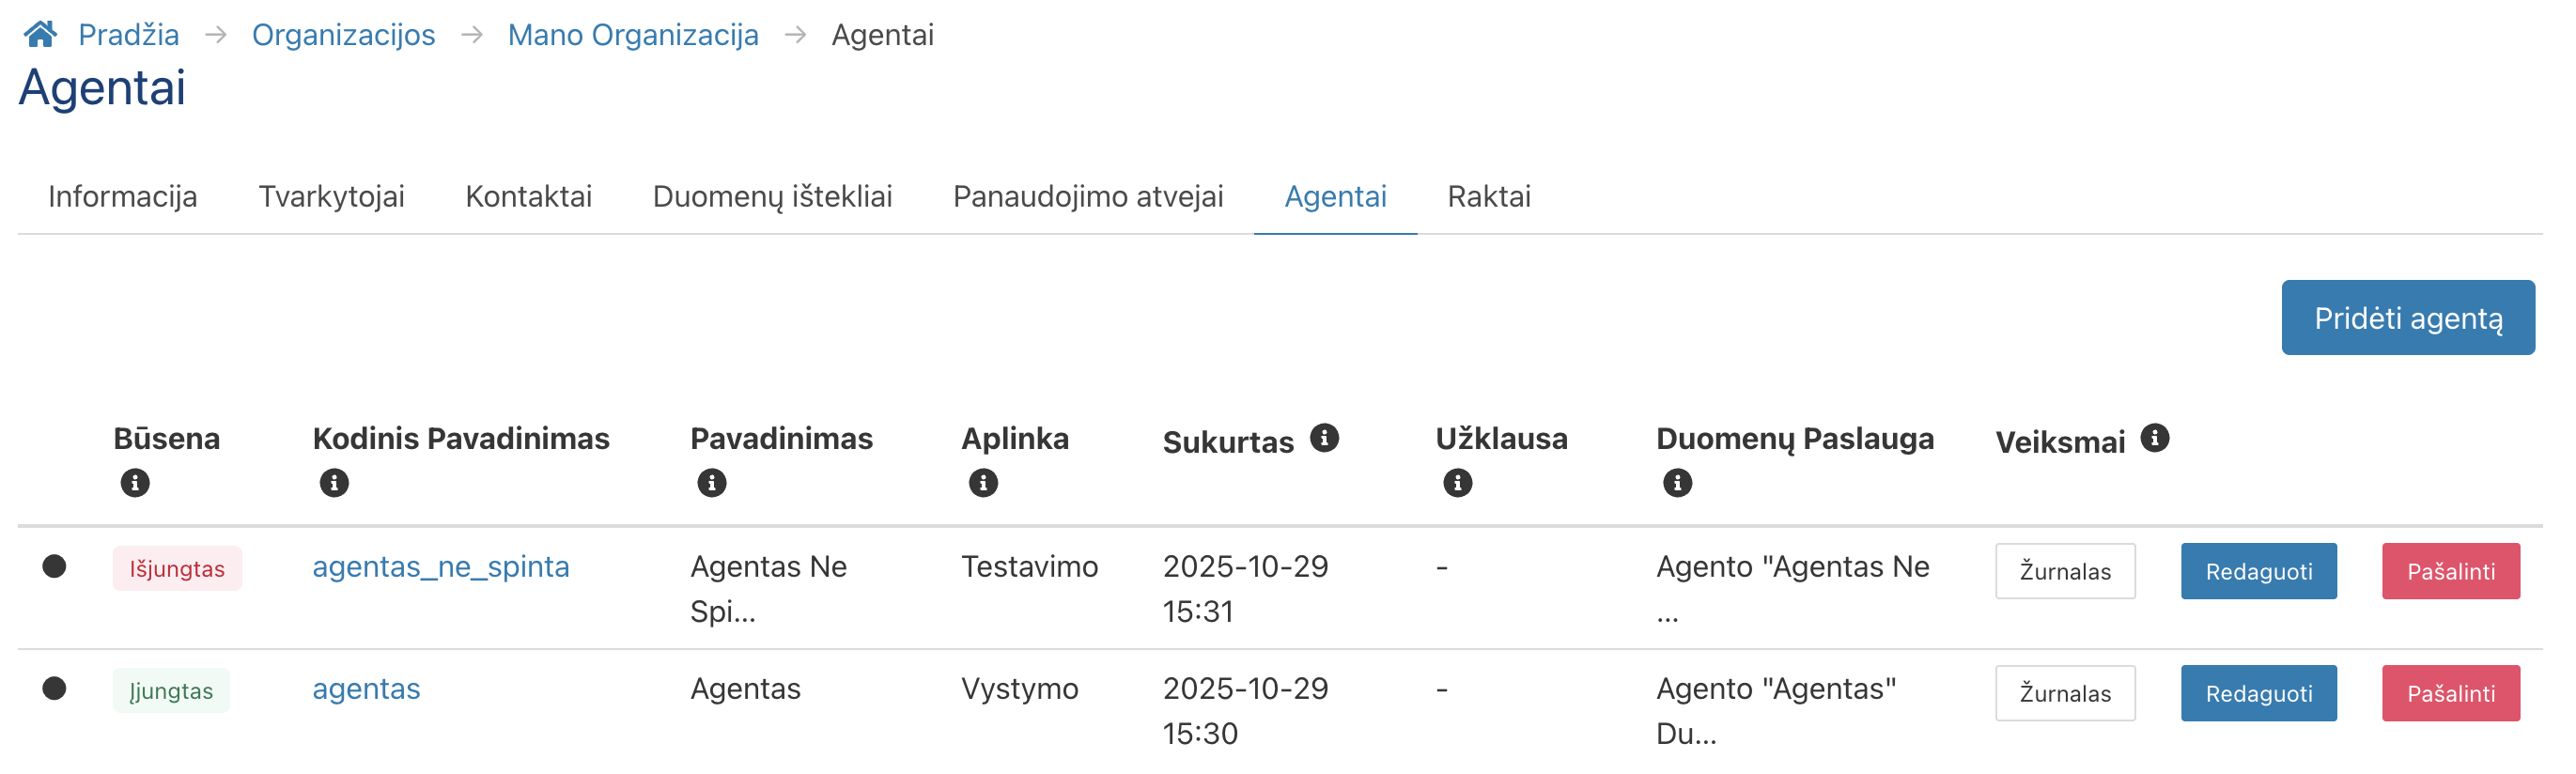 Pradžia → Organizacijos → Mano Organizacija → Agentai
Agentai
Informacija Tvarkytojai Kontaktai Duomenų ištekliai Panaudojimo atvejai Agentai Raktai
Pridėti agentą
Būsena Kodinis Pavadinimas Pavadinimas Aplinka Sukurtas Užklausa Duomenų Paslauga Veiksmai
Išjungtas agentas_ne_spinta Agentas Ne Testavimo 2025-10-29 - Agento "Agentas Ne Žurnalas Redaguoti Pašalinti
Spi... 15:31 ...
Įjungtas agentas Agentas Vystymo 2025-10-29 - Agento "Agentas" Žurnalas Redaguoti Pašalinti
15:30 Du...